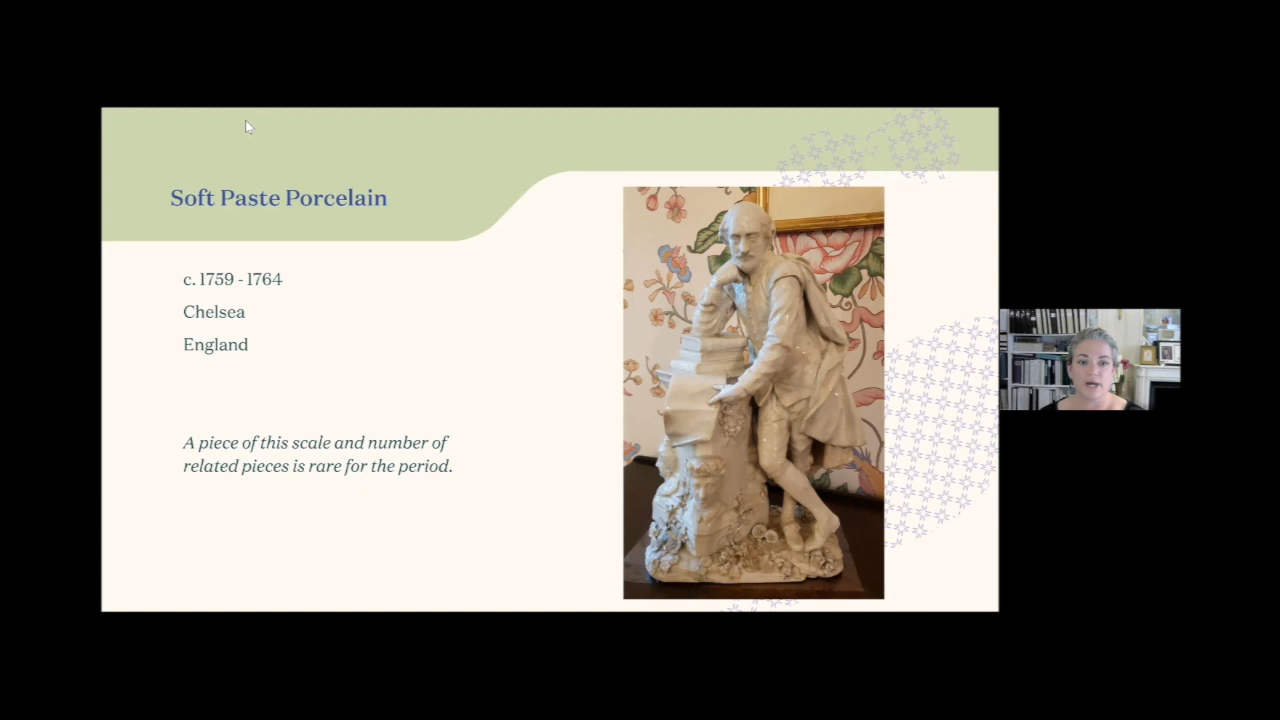 Soft Paste Porcelain
c. 1759 - 1764
Chelsea
England
A piece of this scale and number of
related pieces is rare for the period.